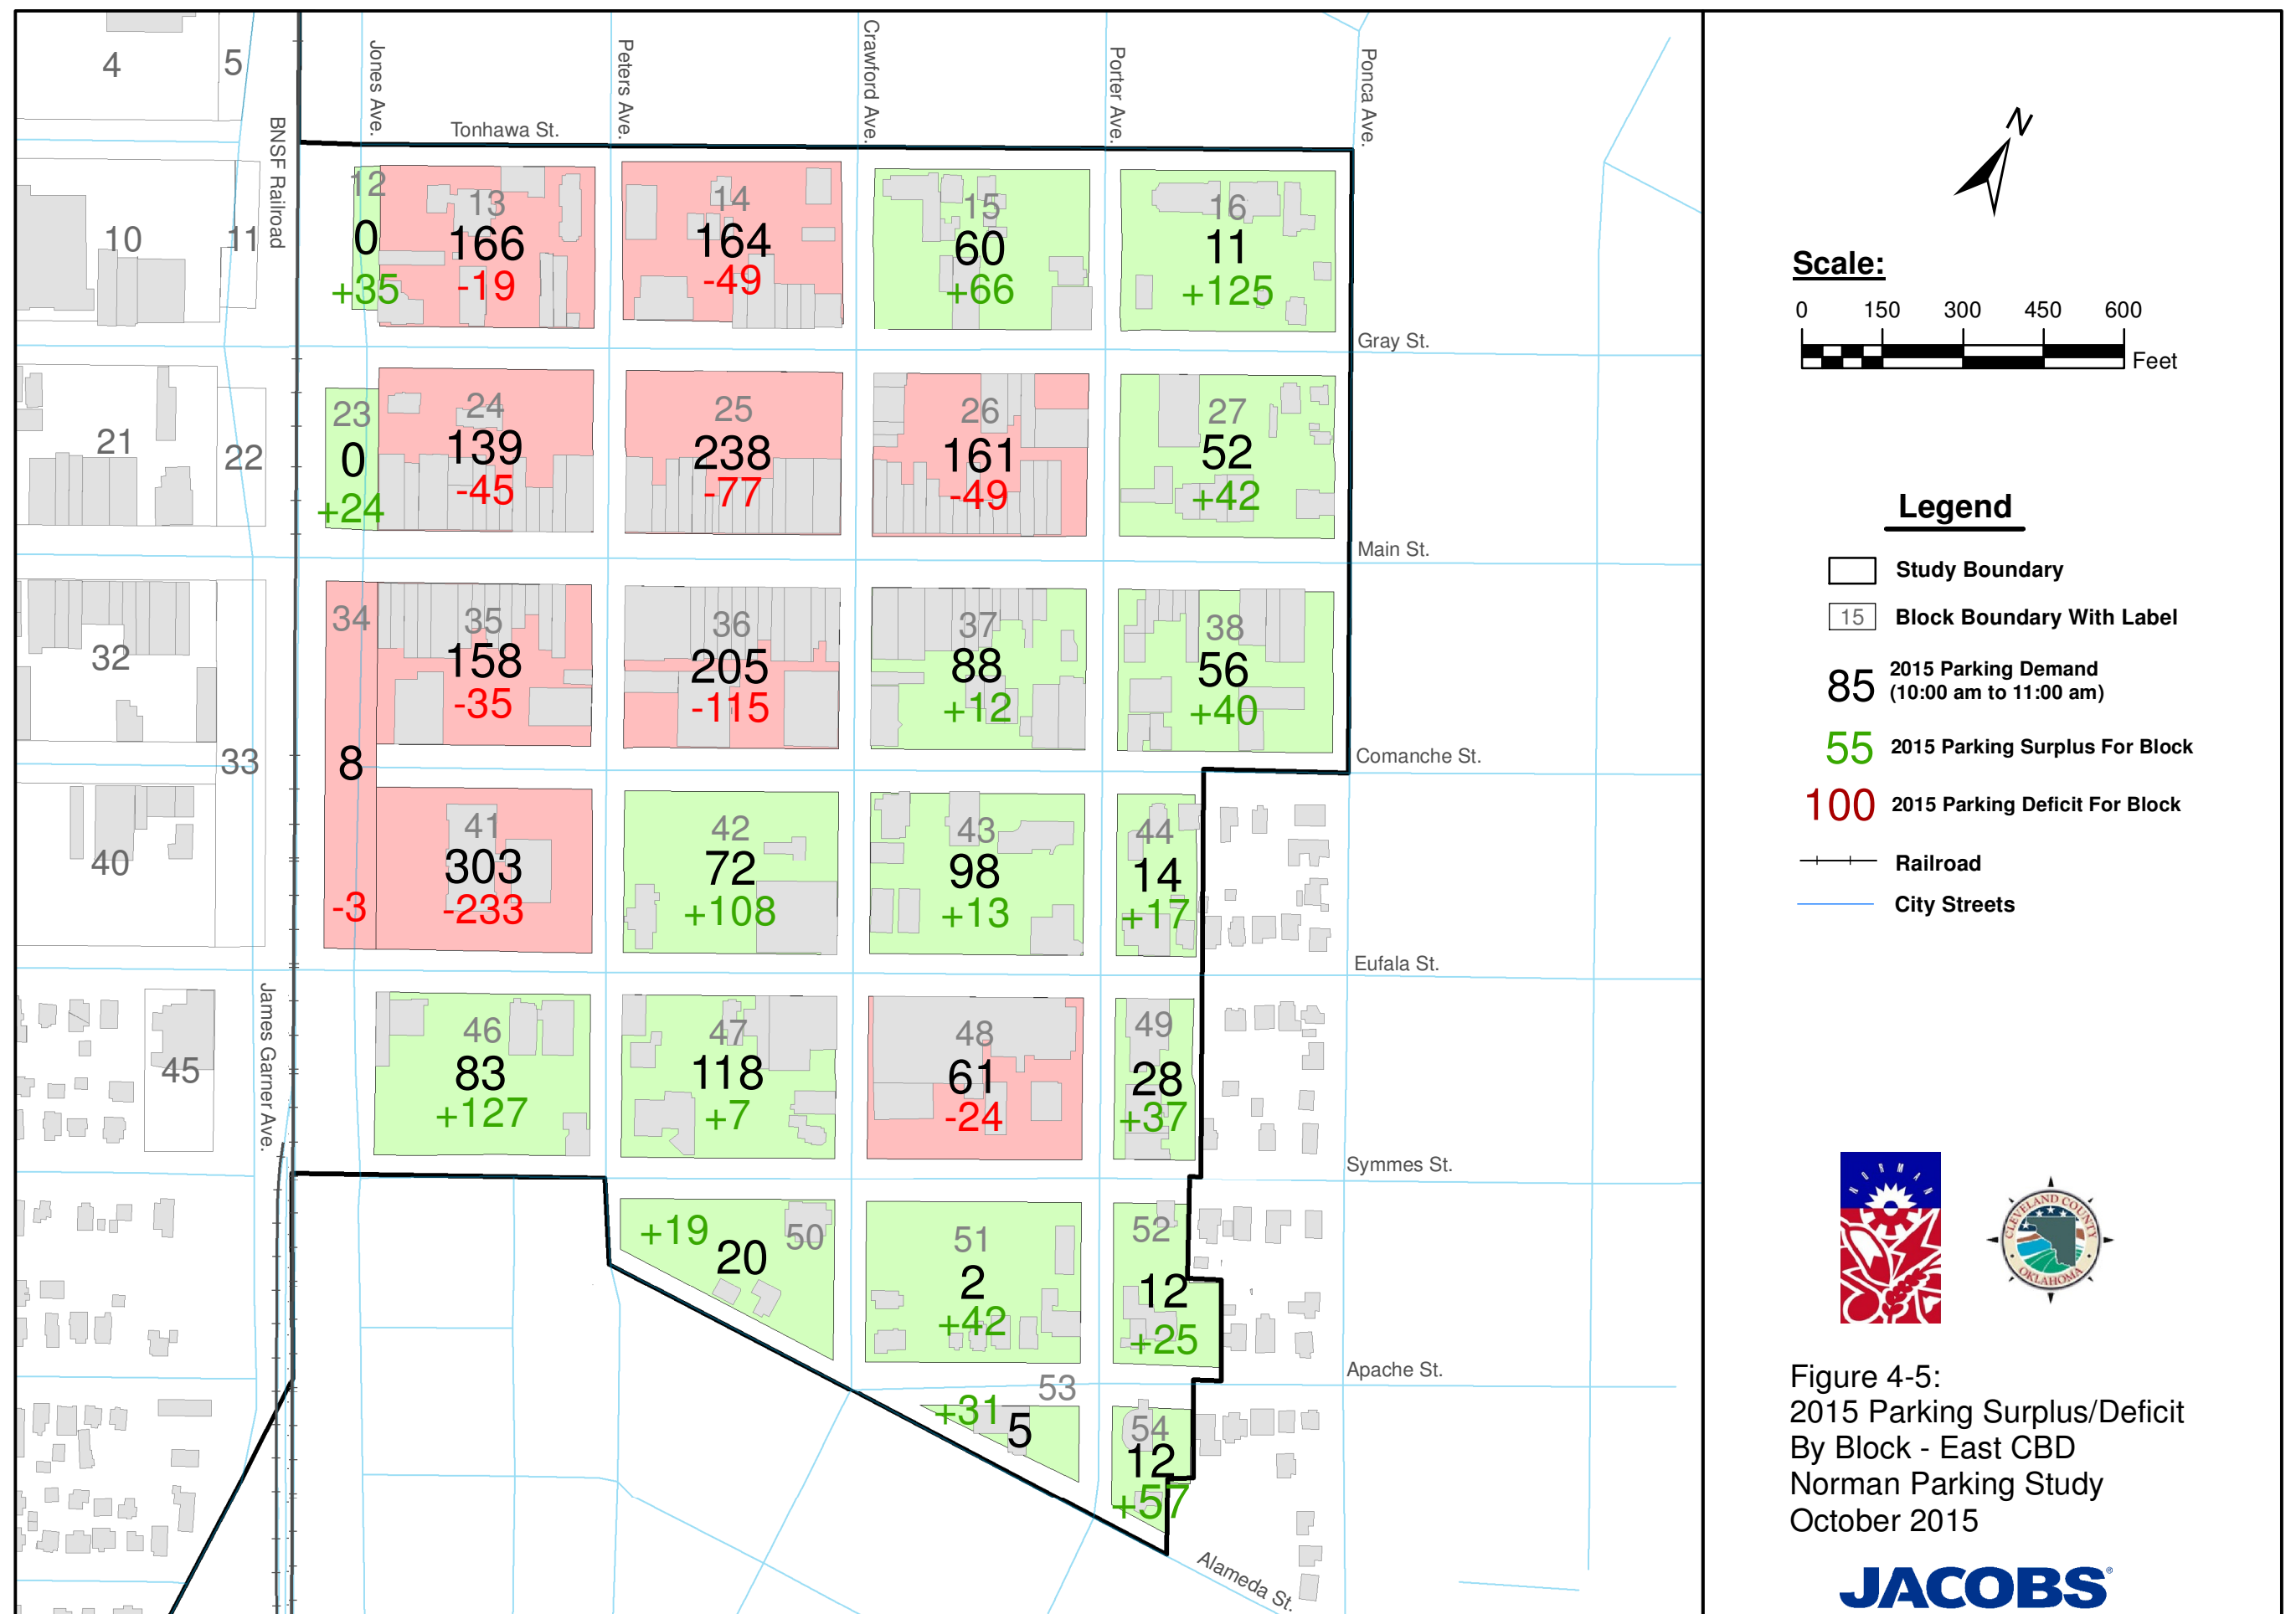 4
5
Jones Ave.
Peters Ave.
Crawford Ave.
Porter Ave.
Ponca Ave.
Tonhawa St.
BNSF Railroad
10
11
12
0
+35
13
166
-19
14
164
-49
15
60
+66
16
11
+125
Gray St.
21
22
23
0
+24
24
139
-45
25
238
-77
26
161
-49
27
52
+42
Main St.
32
33
34
8
-3
35
158
-35
36
205
-115
37
88
+12
38
56
+40
Comanche St.
40
41
303
-233
42
72
+108
43
98
+13
44
14
+17
Eufala St.
James Garner Ave.
45
46
83
+127
47
118
+7
48
61
-24
49
28
+37
Symmes St.
+19
20
50
51
2
+42
52
12
+25
Apache St.
53
+31
5
54
12
+57
Alameda St.
N
Scale:
0 150 300 450 600
Feet
Legend
Study Boundary
15 Block Boundary With Label
85 2015 Parking Demand
(10:00 am to 11:00 am)
55 2015 Parking Surplus For Block
100 2015 Parking Deficit For Block
Railroad
City Streets
NORMAN
CLEVELAND COUNTY
OKLAHOMA
Figure 4-5:
2015 Parking Surplus/Deficit
By Block - East CBD
Norman Parking Study
October 2015
JACOBS®